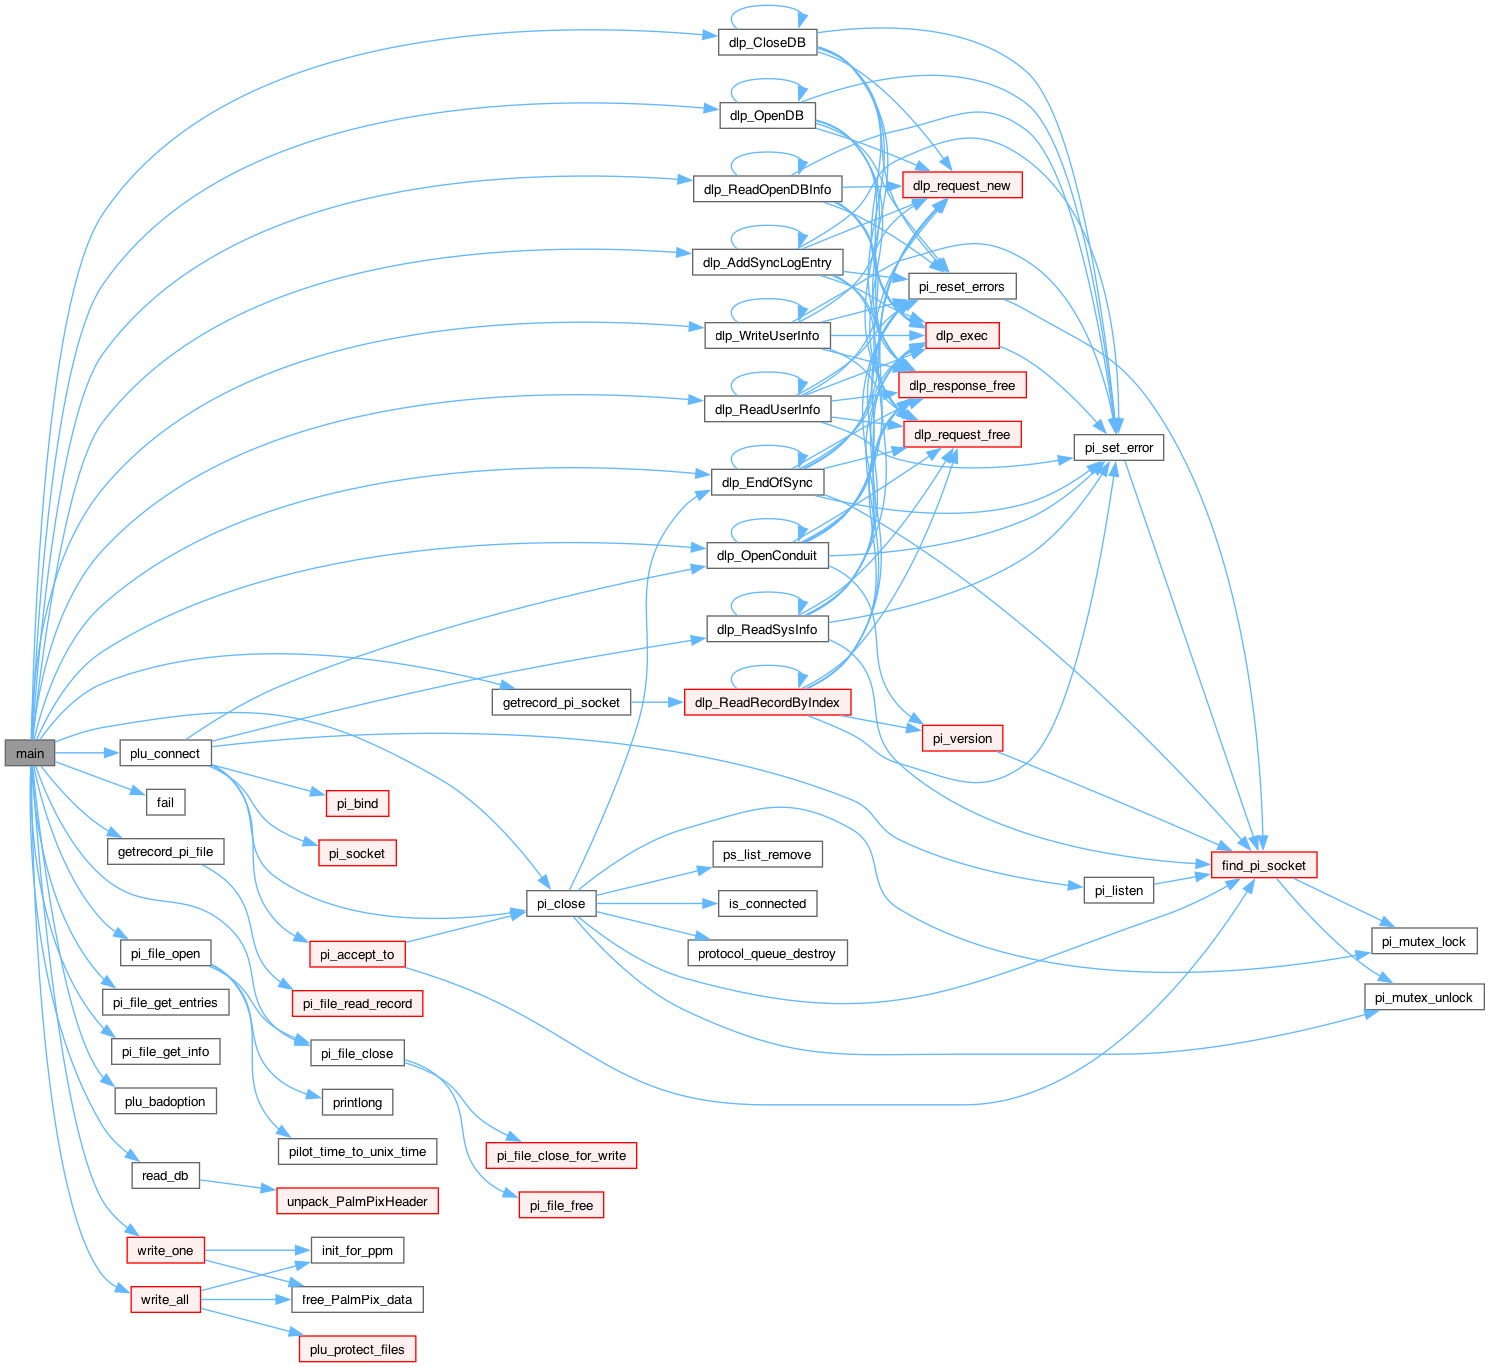 dlp_CloseDB
dlp_OpenDB
dlp_ReadOpenDBInfo
dlp_request_new
dlp_AddSyncLogEntry
pi_reset_errors
dlp_WriteUserInfo
dlp_exec
dlp_response_free
dlp_ReadUserInfo
dlp_request_free
pi_set_error
dlp_EndOfSync
dlp_OpenConduit
dlp_ReadSysInfo
getrecord_pi_socket
dlp_ReadRecordByIndex
pi_version
main
plu_connect
fail
pi_bind
getrecord_pi_file
pi_socket
ps_list_remove
find_pi_socket
pi_listen
pi_close
is_connected
pi_mutex_lock
pi_file_open
pi_accept_to
protocol_queue_destroy
pi_mutex_unlock
pi_file_get_entries
pi_file_read_record
pi_file_get_info
pi_file_close
plu_badoption
printlong
pilot_time_to_unix_time
pi_file_close_for_write
read_db
unpack_PalmPixHeader
pi_file_free
write_one
init_for_ppm
write_all
free_PalmPix_data
plu_protect_files